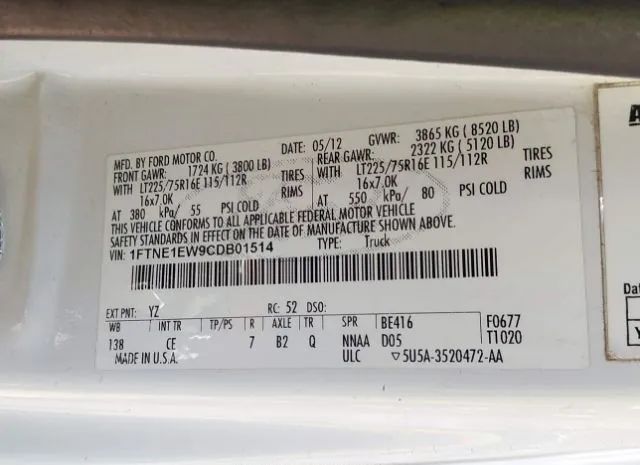 MFD. BY FORD MOTOR CO.
DATE: 05/12 GVWR: 3865 KG ( 8520 LB)
FRONT GAWR: 1724 KG ( 3800 LB) REAR GAWR: 2322 KG ( 5120 LB)
WITH LT225/75R16E 115/112R TIRES WITH LT225/75R16E 115/112R TIRES
16x7.0K RIMS 16x7.0K RIMS
AT 380 kPa/ 55 PSI COLD AT 550 kPa/ 80 PSI COLD
THIS VEHICLE CONFORMS TO ALL APPLICABLE FEDERAL MOTOR VEHICLE
SAFETY STANDARDS IN EFFECT ON THE DATE OF MANUFACTURE SHOWN ABOVE.
VIN: 1FTNE1EW9CDB01514 TYPE: Truck
EXT PNT: YZ RC: 52 DSO:
WB INT TR TP/PS R AXLE TR SPR BE416 F0677
138 CE 7 B2 Q NNAA D05 T1020
MADE IN U.S.A. ULC ▽5U5A-3520472-AA
A
Dat
Y